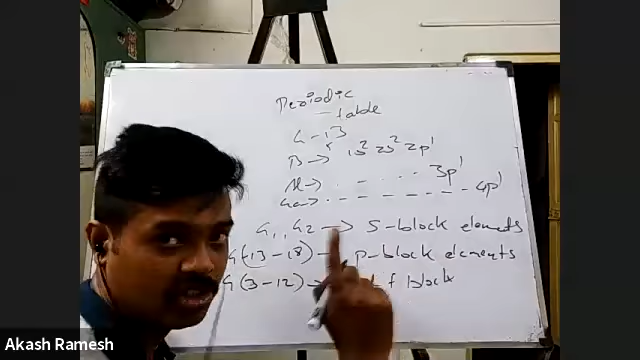 Periodic
table
G-13
B → 1s² 2s² 2p¹
Al → - . - ... 3p¹
Ga → . - - - - - - - 4p¹
G1, G2 → S-block elements
G(13-18) → p-block elements
G(3-12) → f block
Akash Ramesh